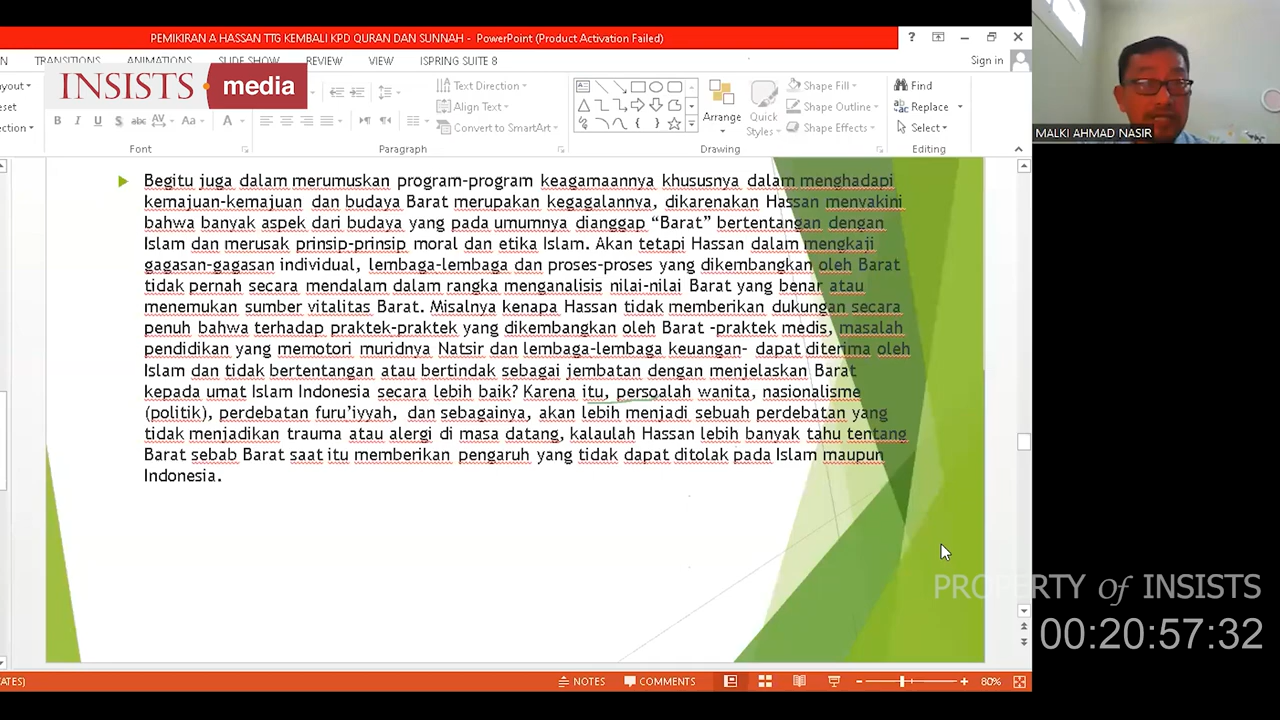 PEMIKIRAN A HASSAN TTG KEMBALI KPD QURAN DAN SUNNAH - PowerPoint (Product Activation Failed)
TRANSITIONS ANIMATIONS SLIDE SHOW REVIEW VIEW ISPRING SUITE 8 Sign in
INSISTS media
Text Direction
Align Text
Convert to SmartArt
Arrange
Quick Styles
Shape Fill
Shape Outline
Shape Effects
Find
Replace
Select
Font Paragraph Drawing Editing
MALKI AHMAD NASIR
Begitu juga dalam merumuskan program-program keagamaannya khususnya dalam menghadapi
kemajuan-kemajuan dan budaya Barat merupakan kegagalannya, dikarenakan Hassan menyakini
bahwa banyak aspek dari budaya yang pada umumnya dianggap “Barat” bertentangan dengan
Islam dan merusak prinsip-prinsip moral dan etika Islam. Akan tetapi Hassan dalam mengkaji
gagasan-gagasan individual, lembaga-lembaga dan proses-proses yang dikembangkan oleh Barat
tidak pernah secara mendalam dalam rangka menganalisis nilai-nilai Barat yang benar atau
menemukan sumber vitalitas Barat. Misalnya kenapa Hassan tidak memberikan dukungan secara
penuh bahwa terhadap praktek-praktek yang dikembangkan oleh Barat -praktek medis, masalah
pendidikan yang memotori muridnya Natsir dan lembaga-lembaga keuangan- dapat diterima oleh
Islam dan tidak bertentangan atau bertindak sebagai jembatan dengan menjelaskan Barat
kepada umat Islam Indonesia secara lebih baik? Karena itu, persoalah wanita, nasionalisme
(politik), perdebatan furu’iyyah, dan sebagainya, akan lebih menjadi sebuah perdebatan yang
tidak menjadikan trauma atau alergi di masa datang, kalaulah Hassan lebih banyak tahu tentang
Barat sebab Barat saat itu memberikan pengaruh yang tidak dapat ditolak pada Islam maupun
Indonesia.
PROPERTY of INSISTS
00:20:57:32
NOTES COMMENTS 80%